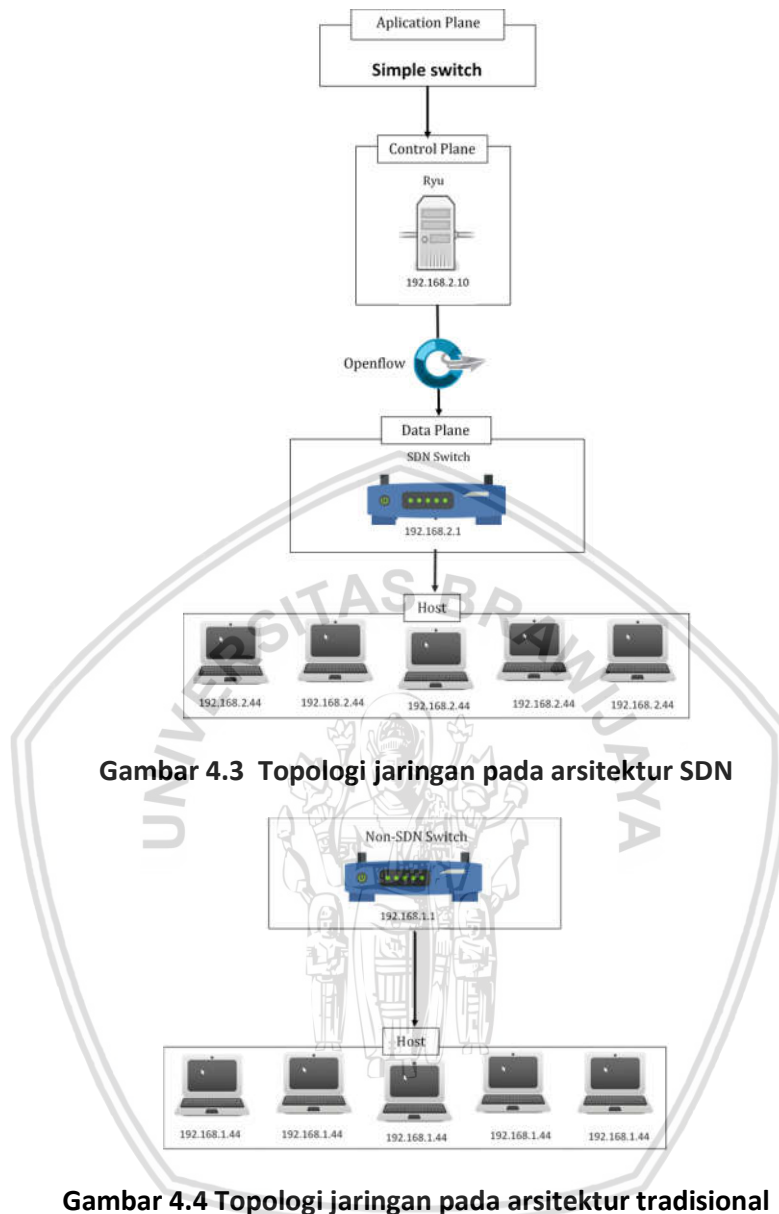 Aplication Plane
Simple switch
Control Plane
Ryu
192.168.2.10
Openflow
Data Plane
SDN Switch
192.168.2.1
Host
192.168.2.44 192.168.2.44 192.168.2.44 192.168.2.44 192.168.2.44
Gambar 4.3 Topologi jaringan pada arsitektur SDN
Non-SDN Switch
192.168.1.1
Host
192.168.1.44 192.168.1.44 192.168.1.44 192.168.1.44 192.168.1.44
Gambar 4.4 Topologi jaringan pada arsitektur tradisional
UNIVERSITAS BRAWIJAYA